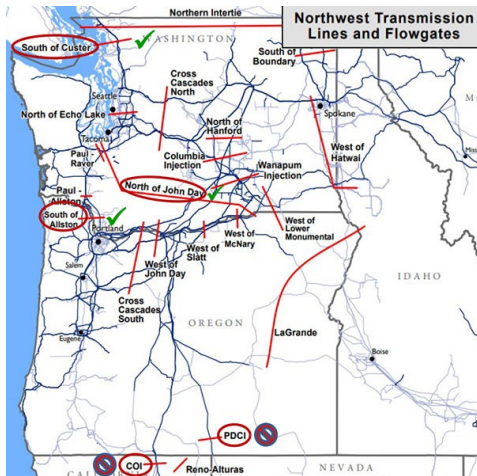 Northern Intertie
Northwest Transmission
Lines and Flowgates
South of Custer
WASHINGTON
South of
Boundary
Cross
Cascades
North
Seattle
North of Echo Lake
Tacoma
Spokane
North of
Hanford
Paul -
Raver
Columbia
Injection
Wanapum
Injection
West of
Hatwai
Paul -
Allston
North of John Day
South of
Allston
Portland
West of
Lower
Monumental
West of
McNary
West of
Slatt
West of
John Day
Salem
Cross
Cascades
South
IDAHO
OREGON
LaGrande
Eugene
Boise
PDCI
COI
Reno-Alturas
NEVADA